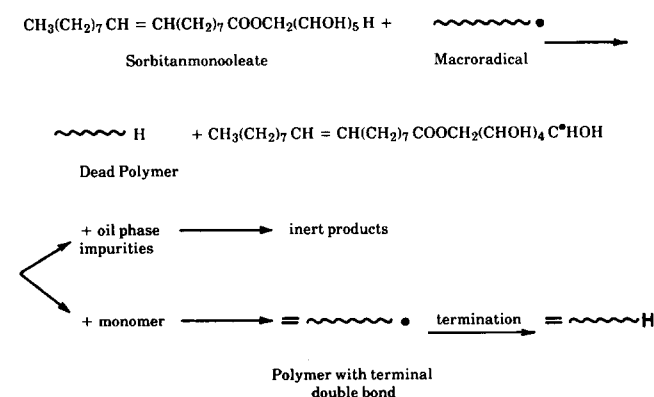 CH₃(CH₂)₇ CH = CH(CH₂)₇ COOCH₂(CHOH)₅ H +
Sorbitanmonooleate Macroradical
H + CH₃(CH₂)₇ CH = CH(CH₂)₇ COOCH₂(CHOH)₄ C•HOH
Dead Polymer
+ oil phase inert products
impurities
+ monomer = • termination = H
Polymer with terminal
double bond